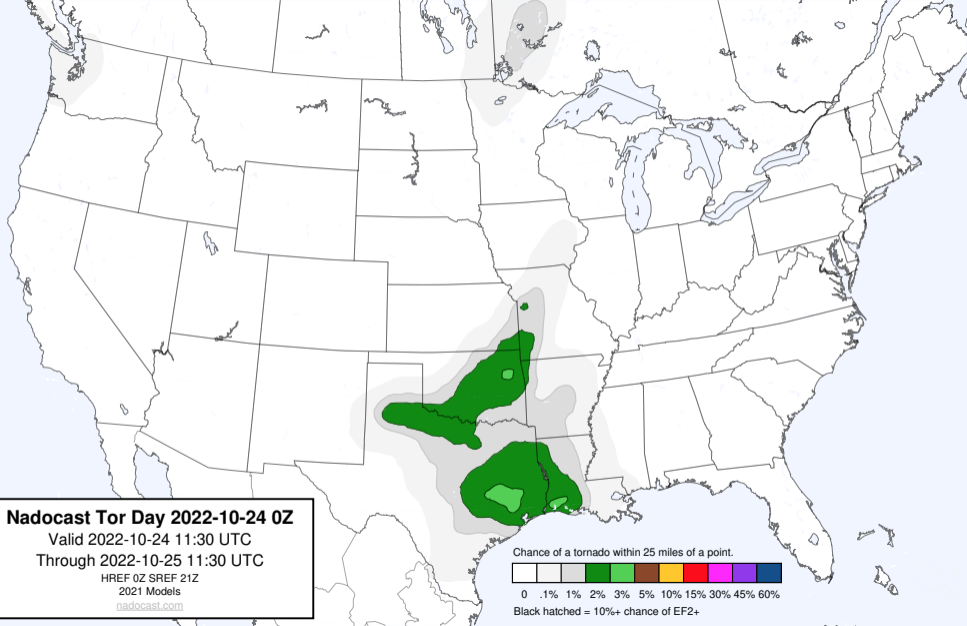 Nadocast Tor Day 2022-10-24 0Z
Valid 2022-10-24 11:30 UTC
Through 2022-10-25 11:30 UTC
HREF 0Z SREF 21Z
2021 Models
nadocast.com
Chance of a tornado within 25 miles of a point.
0 .1% 1% 2% 3% 5% 10% 15% 30% 45% 60%
Black hatched = 10%+ chance of EF2+